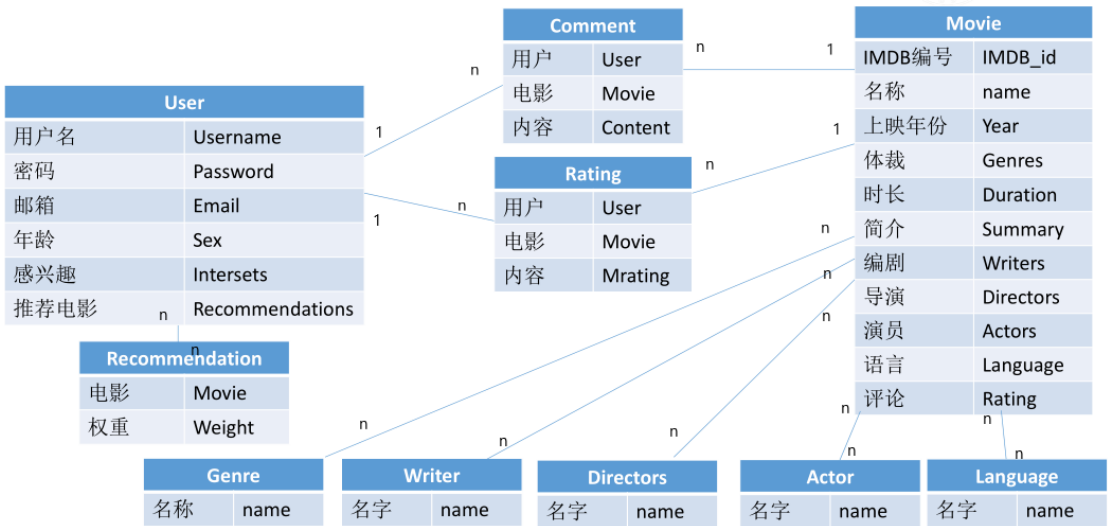 Comment
用户 User
电影 Movie
内容 Content
Movie
IMDB编号 IMDB_id
名称 name
上映年份 Year
体裁 Genres
时长 Duration
简介 Summary
编剧 Writers
导演 Directors
演员 Actors
语言 Language
评论 Rating
User
用户名 Username
密码 Password
邮箱 Email
年龄 Sex
感兴趣 Intersets
推荐电影 Recommendations
Rating
用户 User
电影 Movie
内容 Mrating
Recommendation
电影 Movie
权重 Weight
Genre
名称 name
Writer
名字 name
Directors
名字 name
Actor
名字 name
Language
名字 name
n
1
n
1
n
1
n
1
n
n
n
n
n
n
n
n
n
n
n
n